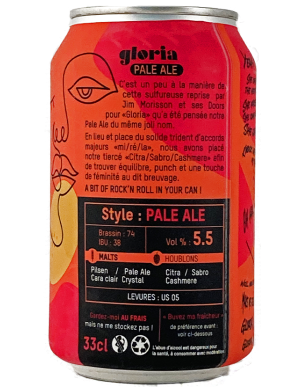 gloria
PALE ALE
C'est un peu à la manière de
cette sulfureuse reprise par
Jim Morisson et ses Doors
pour «Gloria» qu'a été pensée notre
Pale Ale du même joli nom.
En lieu et place du solide trident d'accords
majeurs «mi/ré/la», nous avons placé
notre tiercé «Citra/Sabro/Cashmere» afin
de trouver équilibre, punch et une touche
de féminité au dit breuvage.
A BIT OF ROCK'N ROLL IN YOUR CAN !
Style : PALE ALE
Brassin : 74
IBU : 38
Vol % : 5.5
MALTS
HOUBLONS
Pilsen / Pale Ale
Cara clair / Crystal
Citra / Sabro
Cashmere
LEVURES : US 05
Gardez-moi AU FRAIS
mais ne me stockez pas !
Buvez ma fraîcheur
de préférence avant :
voir ci-dessous
33cl
L'abus d'alcool est dangereux pour
la santé, à consommer avec modération.